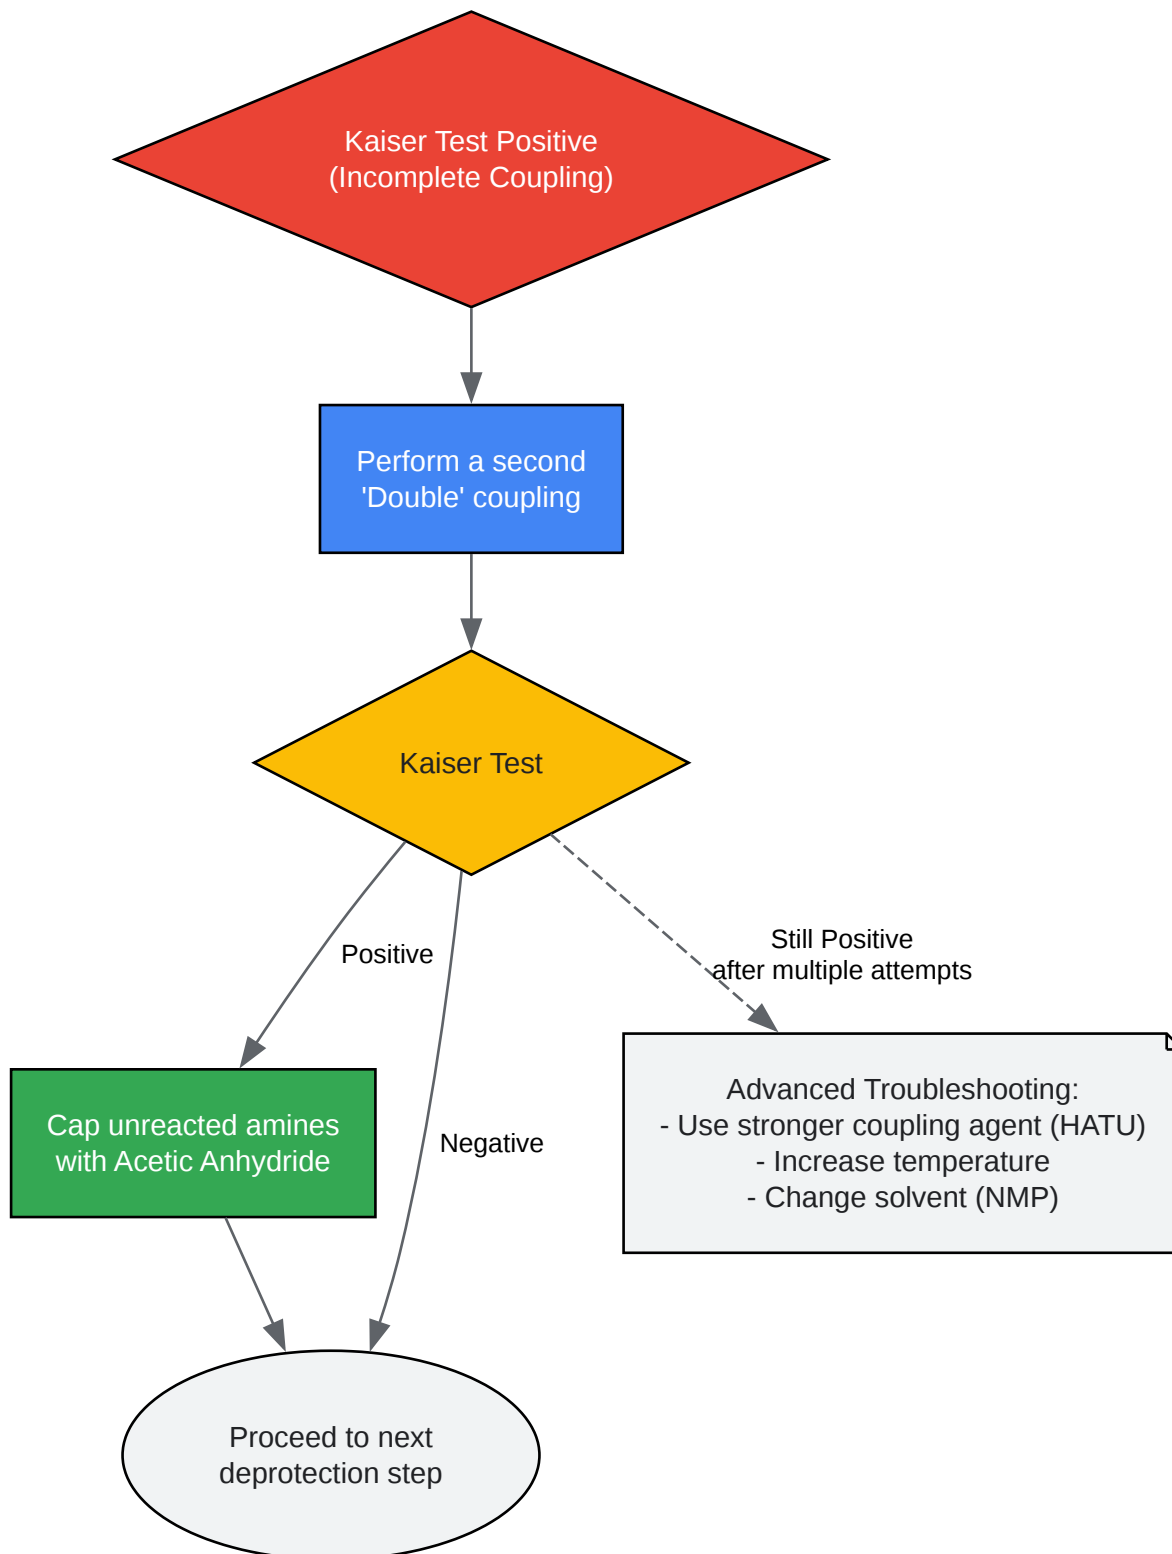 Kaiser Test Positive
(Incomplete Coupling)
Perform a second
'Double' coupling
Kaiser Test
Positive
Negative
Still Positive
after multiple attempts
Cap unreacted amines
with Acetic Anhydride
Advanced Troubleshooting:
- Use stronger coupling agent (HATU)
- Increase temperature
- Change solvent (NMP)
Proceed to next
deprotection step